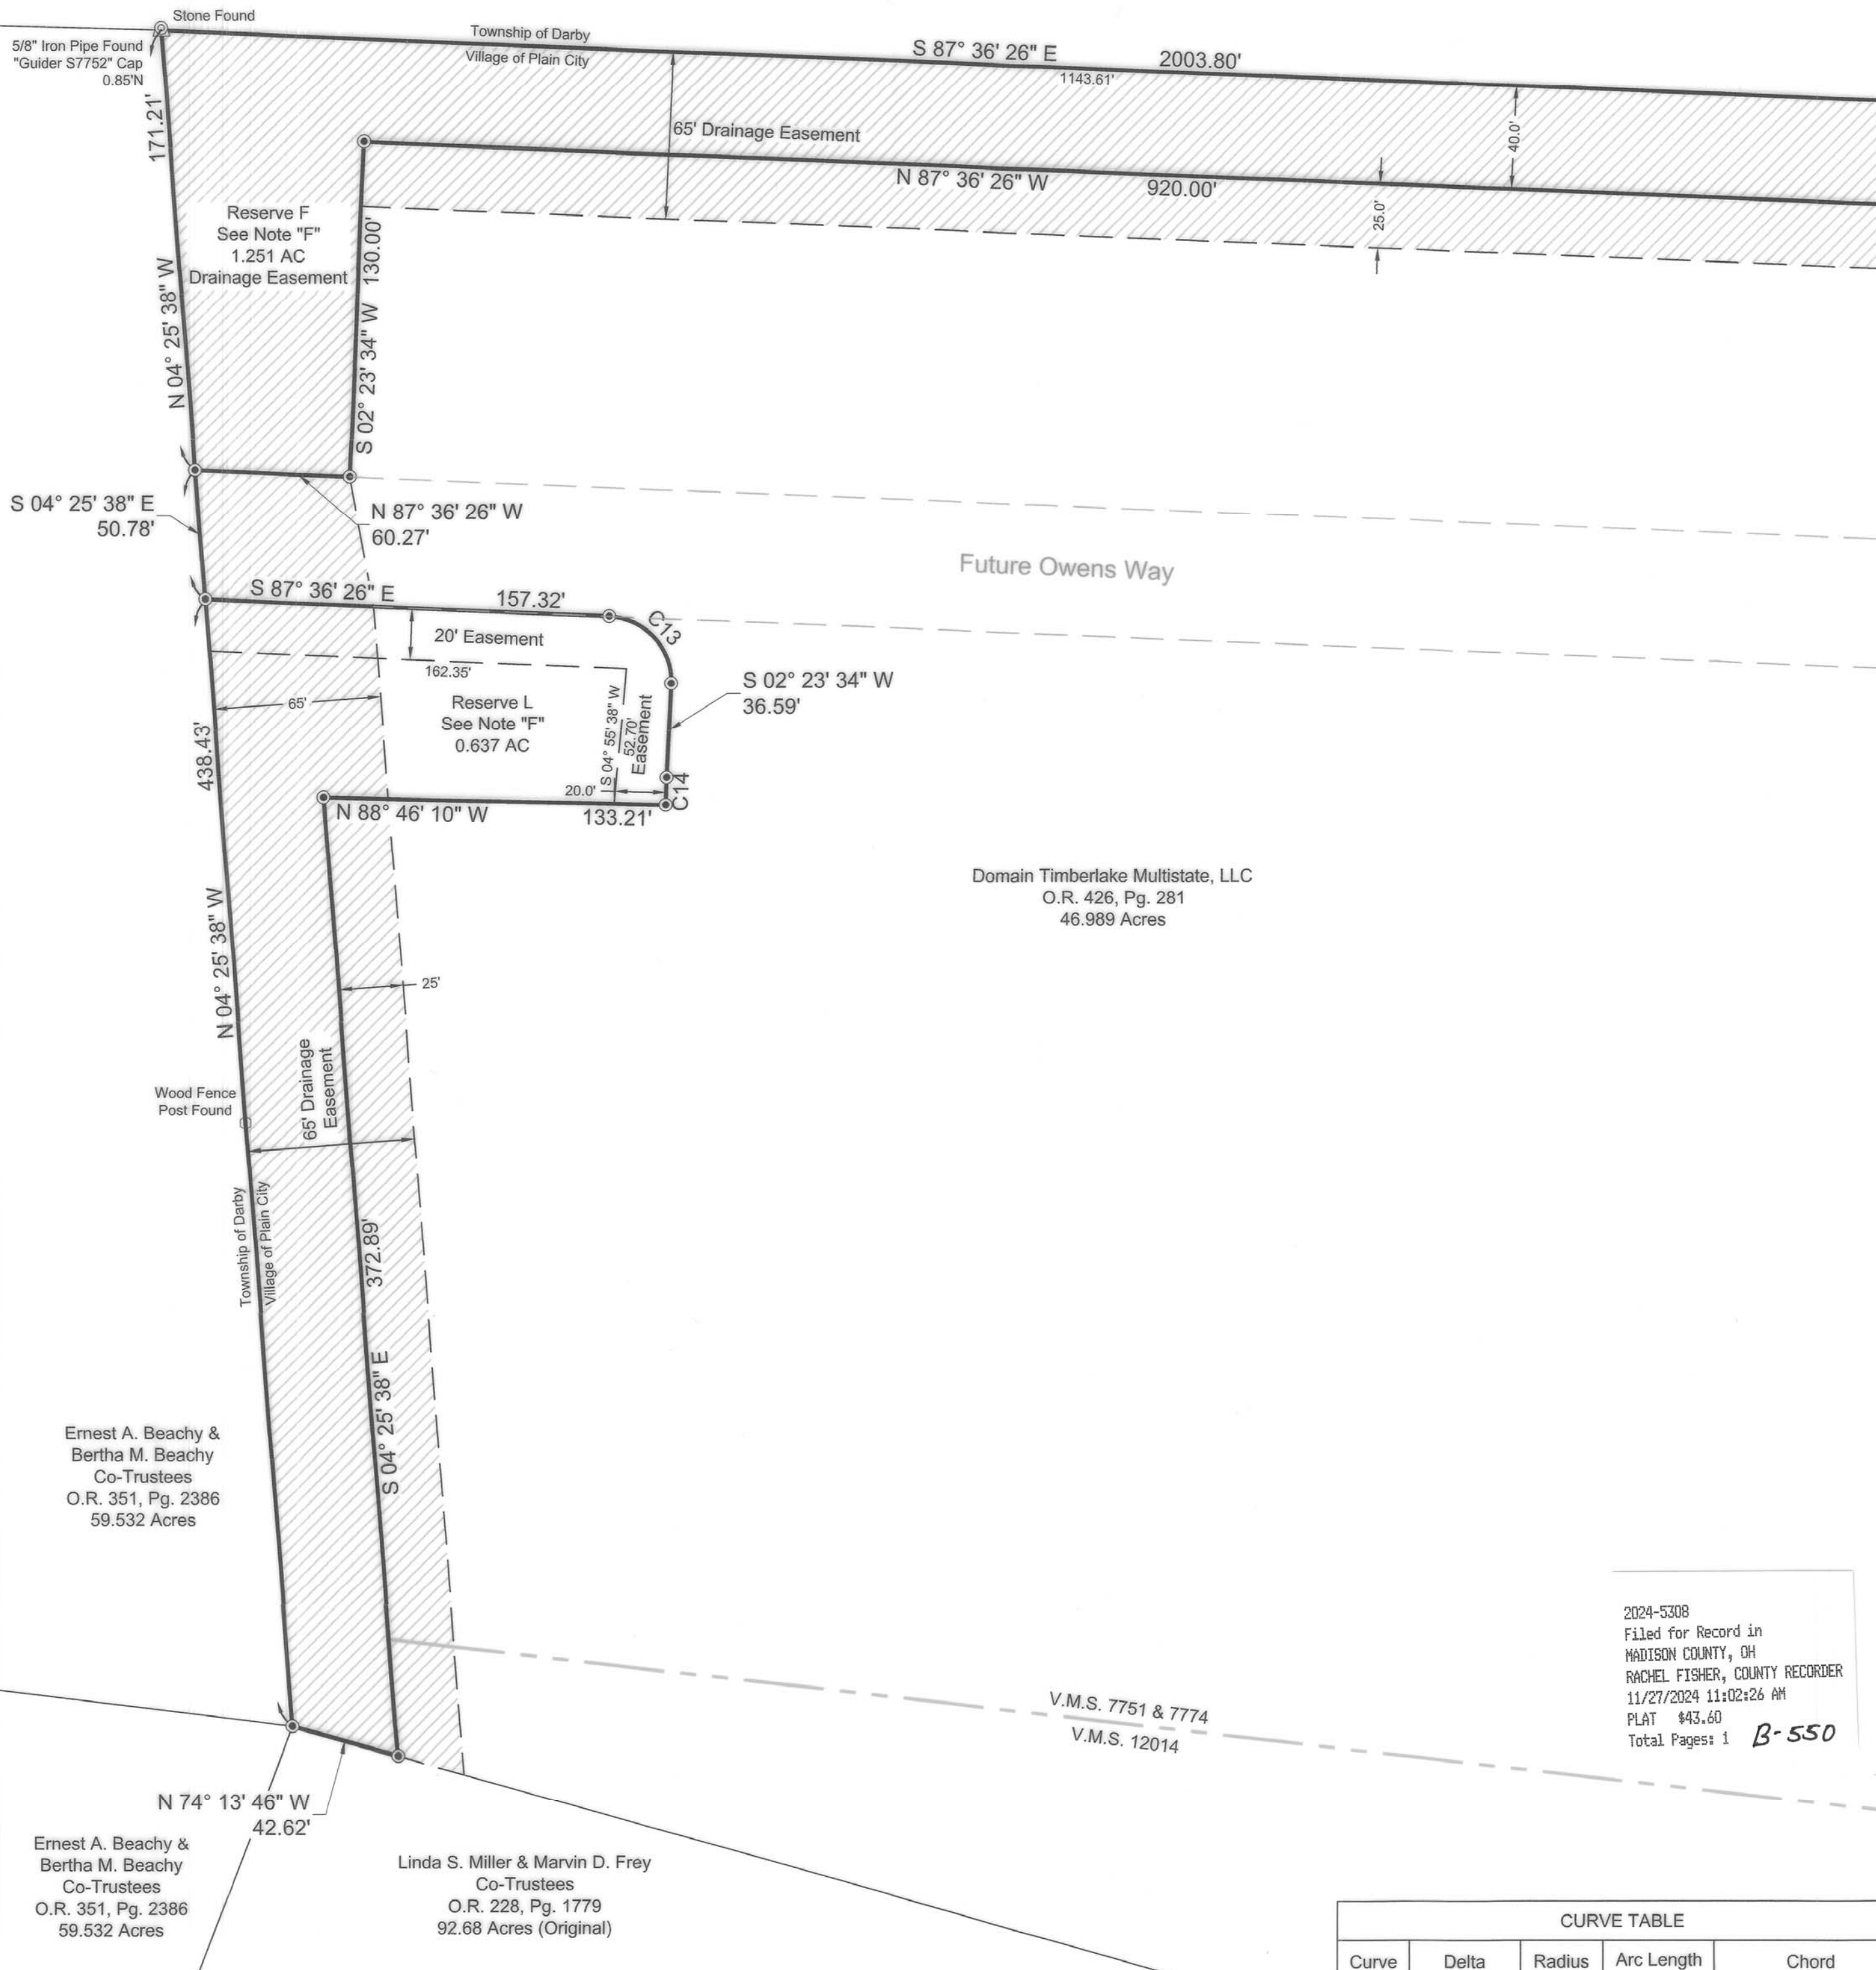 Stone Found
5/8" Iron Pipe Found
"Guider S7752" Cap
0.85'N
Township of Darby
Village of Plain City
S 87° 36' 26" E 2003.80'
1143.61'
171.21'
N 04° 25' 38" W
65' Drainage Easement
40.0'
N 87° 36' 26" W 920.00'
25.0'
Reserve F
See Note "F"
1.251 AC
Drainage Easement
S 02° 23' 34" W 130.00'
S 04° 25' 38" E
50.78'
N 87° 36' 26" W
60.27'
Future Owens Way
S 87° 36' 26" E 157.32'
C13
20' Easement
162.35'
S 02° 23' 34" W
36.59'
65'
Reserve L
See Note "F"
0.637 AC
S 04° 55' 38" W
52.70'
Easement
20.0'
C14
N 88° 46' 10" W 133.21'
438.43'
N 04° 25' 38" W
Domain Timberlake Multistate, LLC
O.R. 426, Pg. 281
46.989 Acres
25'
65' Drainage
Easement
Wood Fence
Post Found
Township of Darby
Village of Plain City
372.89'
S 04° 25' 38" E
Ernest A. Beachy &
Bertha M. Beachy
Co-Trustees
O.R. 351, Pg. 2386
59.532 Acres
2024-5308
Filed for Record in
MADISON COUNTY, OH
RACHEL FISHER, COUNTY RECORDER
11/27/2024 11:02:26 AM
PLAT $43.60
Total Pages: 1 B-550
V.M.S. 7751 & 7774
V.M.S. 12014
N 74° 13' 46" W
42.62'
Ernest A. Beachy &
Bertha M. Beachy
Co-Trustees
O.R. 351, Pg. 2386
59.532 Acres
Linda S. Miller & Marvin D. Frey
Co-Trustees
O.R. 228, Pg. 1779
92.68 Acres (Original)
CURVE TABLE
Curve Delta Radius Arc Length Chord